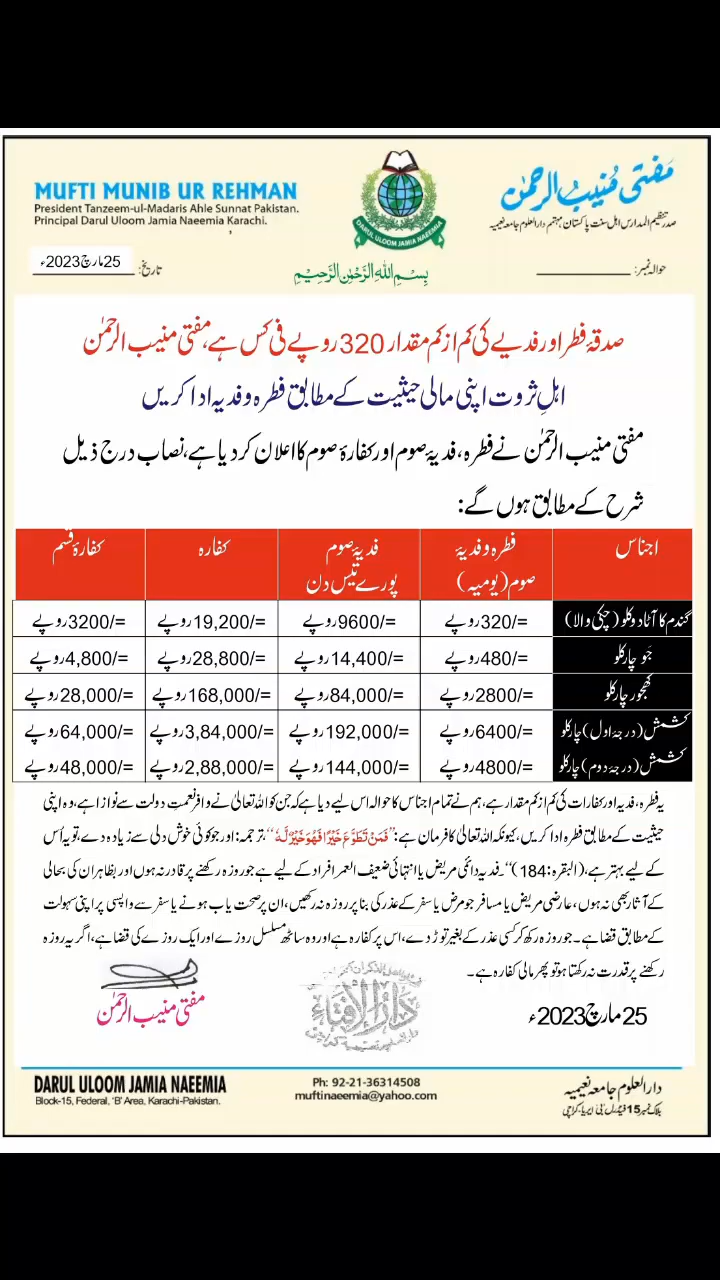 MUFTI MUNIB UR REHMAN
President Tanzeem-ul-Madaris Ahle Sunnat Pakistan.
Principal Darul Uloom Jamia Naeemia Karachi.
DARUL ULOOM JAMIA NAEEMIA
مفتی مُنیبُ الرحمٰن
صدر تنظیم المدارس اہل سنت پاکستان مہتمم دارالعلوم جامعہ نعیمیہ
حوالہ نمبر:
بِسْمِ اللهِ الرَّحْمٰنِ الرَّحِيْمِ
تاریخ: 25 مارچ 2023ء
صدقۂ فطر اور فدیے کی کم از کم مقدار 320 روپے فی کس ہے، مفتی منیب الرحمٰن
اہلِ ثروت اپنی مالی حیثیت کے مطابق فطرہ و فدیہ ادا کریں
مفتی منیب الرحمٰن نے فطرہ، فدیۂ صوم اور کفارۂ صوم کا اعلان کر دیا ہے، نصاب درج ذیل
شرح کے مطابق ہوں گے:
اجناس فطرہ و فدیۂ صوم (یومیہ) فدیۂ صوم پورے تیس دن کفارہ کفارۂ قسم
گندم کا آٹا دو کلو (چکی والا) 320/= روپے 9600/= روپے 19,200/= روپے 3200/= روپے
جَو چار کلو 480/= روپے 14,400/= روپے 28,800/= روپے 4,800/= روپے
کھجور چار کلو 2800/= روپے 84,000/= روپے 168,000/= روپے 28,000/= روپے
کشمش (درجۂ اول) چار کلو 6400/= روپے 192,000/= روپے 3,84,000/= روپے 64,000/= روپے
کشمش (درجۂ دوم) چار کلو 4800/= روپے 144,000/= روپے 2,88,000/= روپے 48,000/= روپے
یہ فطرہ، فدیہ اور کفارات کی کم از کم مقدار ہے، ہم نے تمام اجناس کا حوالہ اس لیے دیا ہے کہ جن کو اللہ تعالیٰ نے وافر نعمتِ دولت سے نوازا ہے، وہ اپنی
حیثیت کے مطابق فطرہ ادا کریں، کیونکہ اللہ تعالیٰ کا فرمان ہے: ’’فَمَنْ تَطَوَّعَ خَيْرًا فَهُوَ خَيْرٌ لَّهٗ‘‘، ترجمہ: اور جو کوئی خوش دلی سے زیادہ دے، تو یہ اُس
کے لیے بہتر ہے، (البقرہ:184)‘‘۔ فدیہ دائمی مریض یا انتہائی ضعیف العمر افراد کے لیے ہے جو روزہ رکھنے پر قادر نہ ہوں اور بظاہر ان کی بحالی
کے آثار بھی نہ ہوں، عارضی مریض یا مسافر جو مرض یا سفر کے عذر کی بنا پر روزہ نہ رکھیں، ان پر صحت یاب ہونے یا سفر سے واپسی پر اپنی سہولت
کے مطابق قضا ہے۔ جو روزہ رکھ کر کسی عذر کے بغیر توڑ دے، اس پر کفارہ ہے اور وہ ساٹھ مسلسل روزے اور ایک روزے کی قضا ہے، اگر یہ روزہ
رکھنے پر قدرت نہ رکھتا ہو تو پھر مالی کفارہ ہے۔
25 مارچ 2023ء
دارالافتاء
مفتی منیب الرحمٰن
DARUL ULOOM JAMIA NAEEMIA
Block-15, Federal, 'B' Area, Karachi-Pakistan.
Ph: 92-21-36314508
muftinaeemia@yahoo.com
دارالعلوم جامعہ نعیمیہ
بلاک نمبر 15 فیڈرل بی ایریا، کراچی